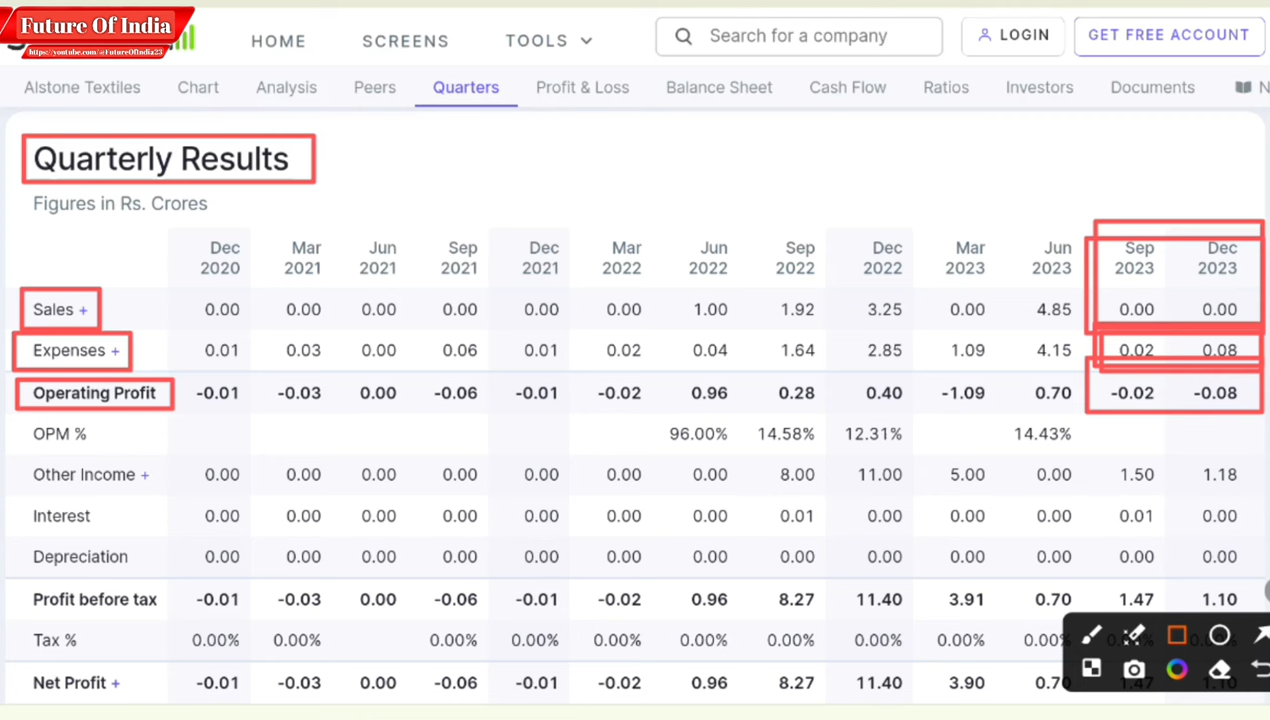 Future Of India
https://youtube.com/@FutureOfIndia23
HOME SCREENS TOOLS Search for a company LOGIN GET FREE ACCOUNT
Alstone Textiles Chart Analysis Peers Quarters Profit & Loss Balance Sheet Cash Flow Ratios Investors Documents N
Quarterly Results
Figures in Rs. Crores
Dec 2020 Mar 2021 Jun 2021 Sep 2021 Dec 2021 Mar 2022 Jun 2022 Sep 2022 Dec 2022 Mar 2023 Jun 2023 Sep 2023 Dec 2023
Sales + 0.00 0.00 0.00 0.00 0.00 0.00 1.00 1.92 3.25 0.00 4.85 0.00 0.00
Expenses + 0.01 0.03 0.00 0.06 0.01 0.02 0.04 1.64 2.85 1.09 4.15 0.02 0.08
Operating Profit -0.01 -0.03 0.00 -0.06 -0.01 -0.02 0.96 0.28 0.40 -1.09 0.70 -0.02 -0.08
OPM % 96.00% 14.58% 12.31% 14.43%
Other Income + 0.00 0.00 0.00 0.00 0.00 0.00 0.00 8.00 11.00 5.00 0.00 1.50 1.18
Interest 0.00 0.00 0.00 0.00 0.00 0.00 0.00 0.01 0.00 0.00 0.00 0.01 0.00
Depreciation 0.00 0.00 0.00 0.00 0.00 0.00 0.00 0.00 0.00 0.00 0.00 0.00 0.00
Profit before tax -0.01 -0.03 0.00 -0.06 -0.01 -0.02 0.96 8.27 11.40 3.91 0.70 1.47 1.10
Tax % 0.00% 0.00% 0.00% 0.00% 0.00% 0.00% 0.00% 0.00% 0.00% 0.00%
Net Profit + -0.01 -0.03 0.00 -0.06 -0.01 -0.02 0.96 8.27 11.40 3.90 0.70 1.47 1.10